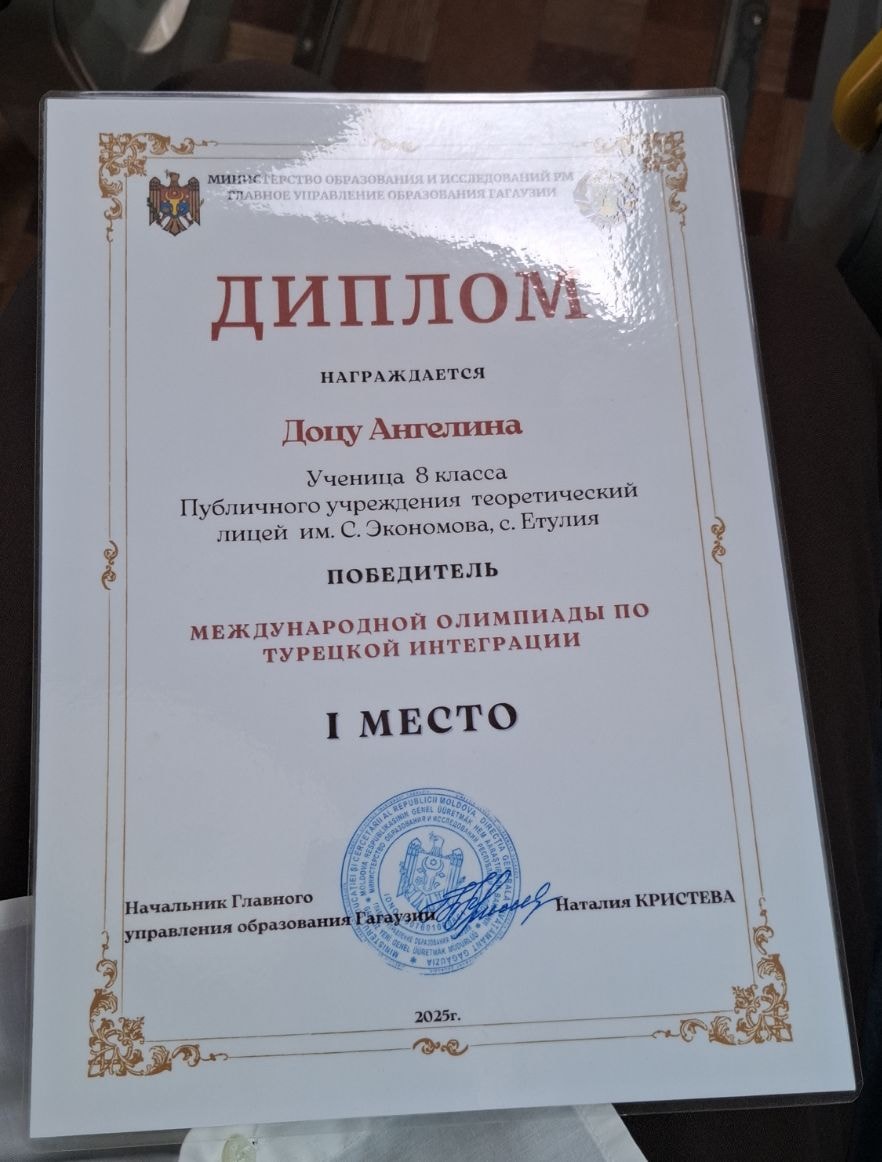 МИНИСТЕРСТВО ОБРАЗОВАНИЯ И ИССЛЕДОВАНИЙ РМ
ГЛАВНОЕ УПРАВЛЕНИЕ ОБРАЗОВАНИЯ ГАГАУЗИИ
ДИПЛОМ
НАГРАЖДАЕТСЯ
Доцу Ангелина
Ученица 8 класса
Публичного учреждения теоретический
лицей им. С. Экономова, с. Етулия
ПОБЕДИТЕЛЬ
МЕЖДУНАРОДНОЙ ОЛИМПИАДЫ ПО
ТУРЕЦКОЙ ИНТЕГРАЦИИ
I МЕСТО
Начальник Главного
управления образования Гагаузии
Наталия КРИСТЕВА
2025г.